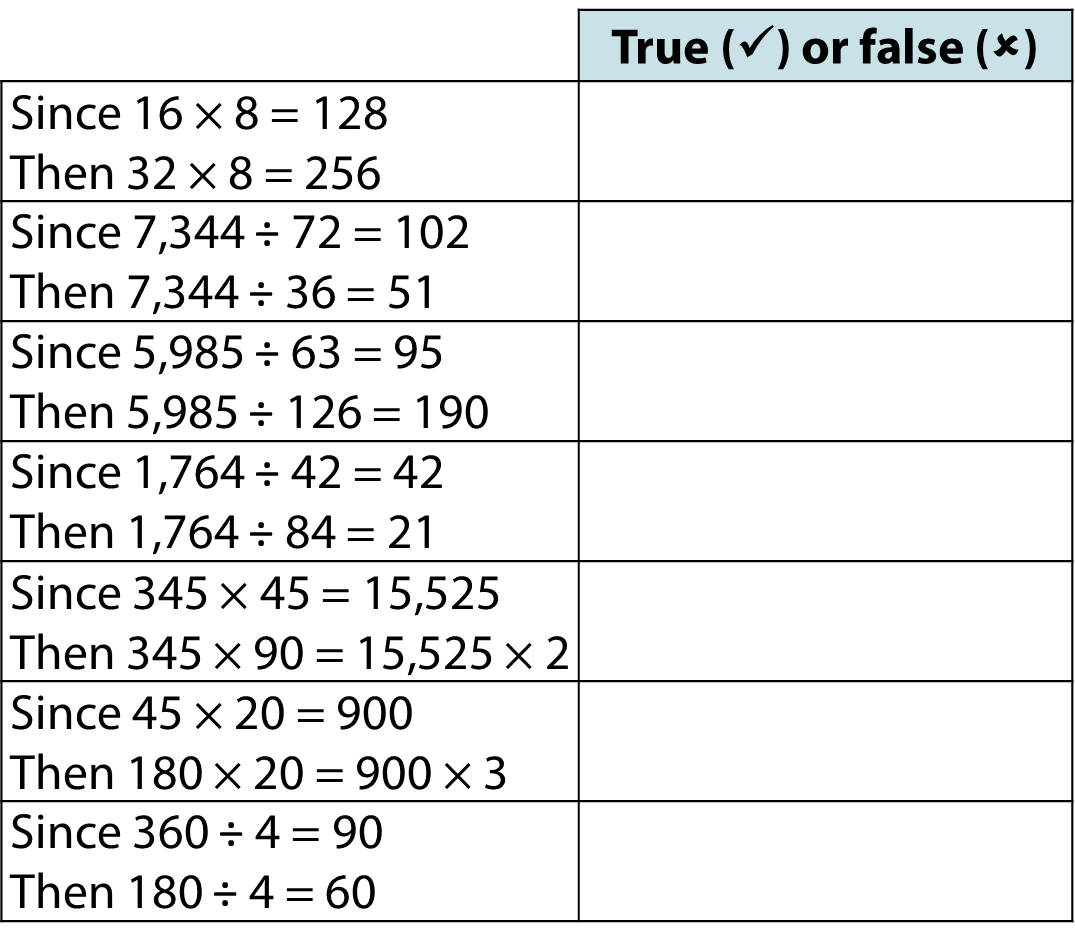 True (✓) or false (✗)
Since 16 × 8 = 128
Then 32 × 8 = 256
Since 7,344 ÷ 72 = 102
Then 7,344 ÷ 36 = 51
Since 5,985 ÷ 63 = 95
Then 5,985 ÷ 126 = 190
Since 1,764 ÷ 42 = 42
Then 1,764 ÷ 84 = 21
Since 345 × 45 = 15,525
Then 345 × 90 = 15,525 × 2
Since 45 × 20 = 900
Then 180 × 20 = 900 × 3
Since 360 ÷ 4 = 90
Then 180 ÷ 4 = 60